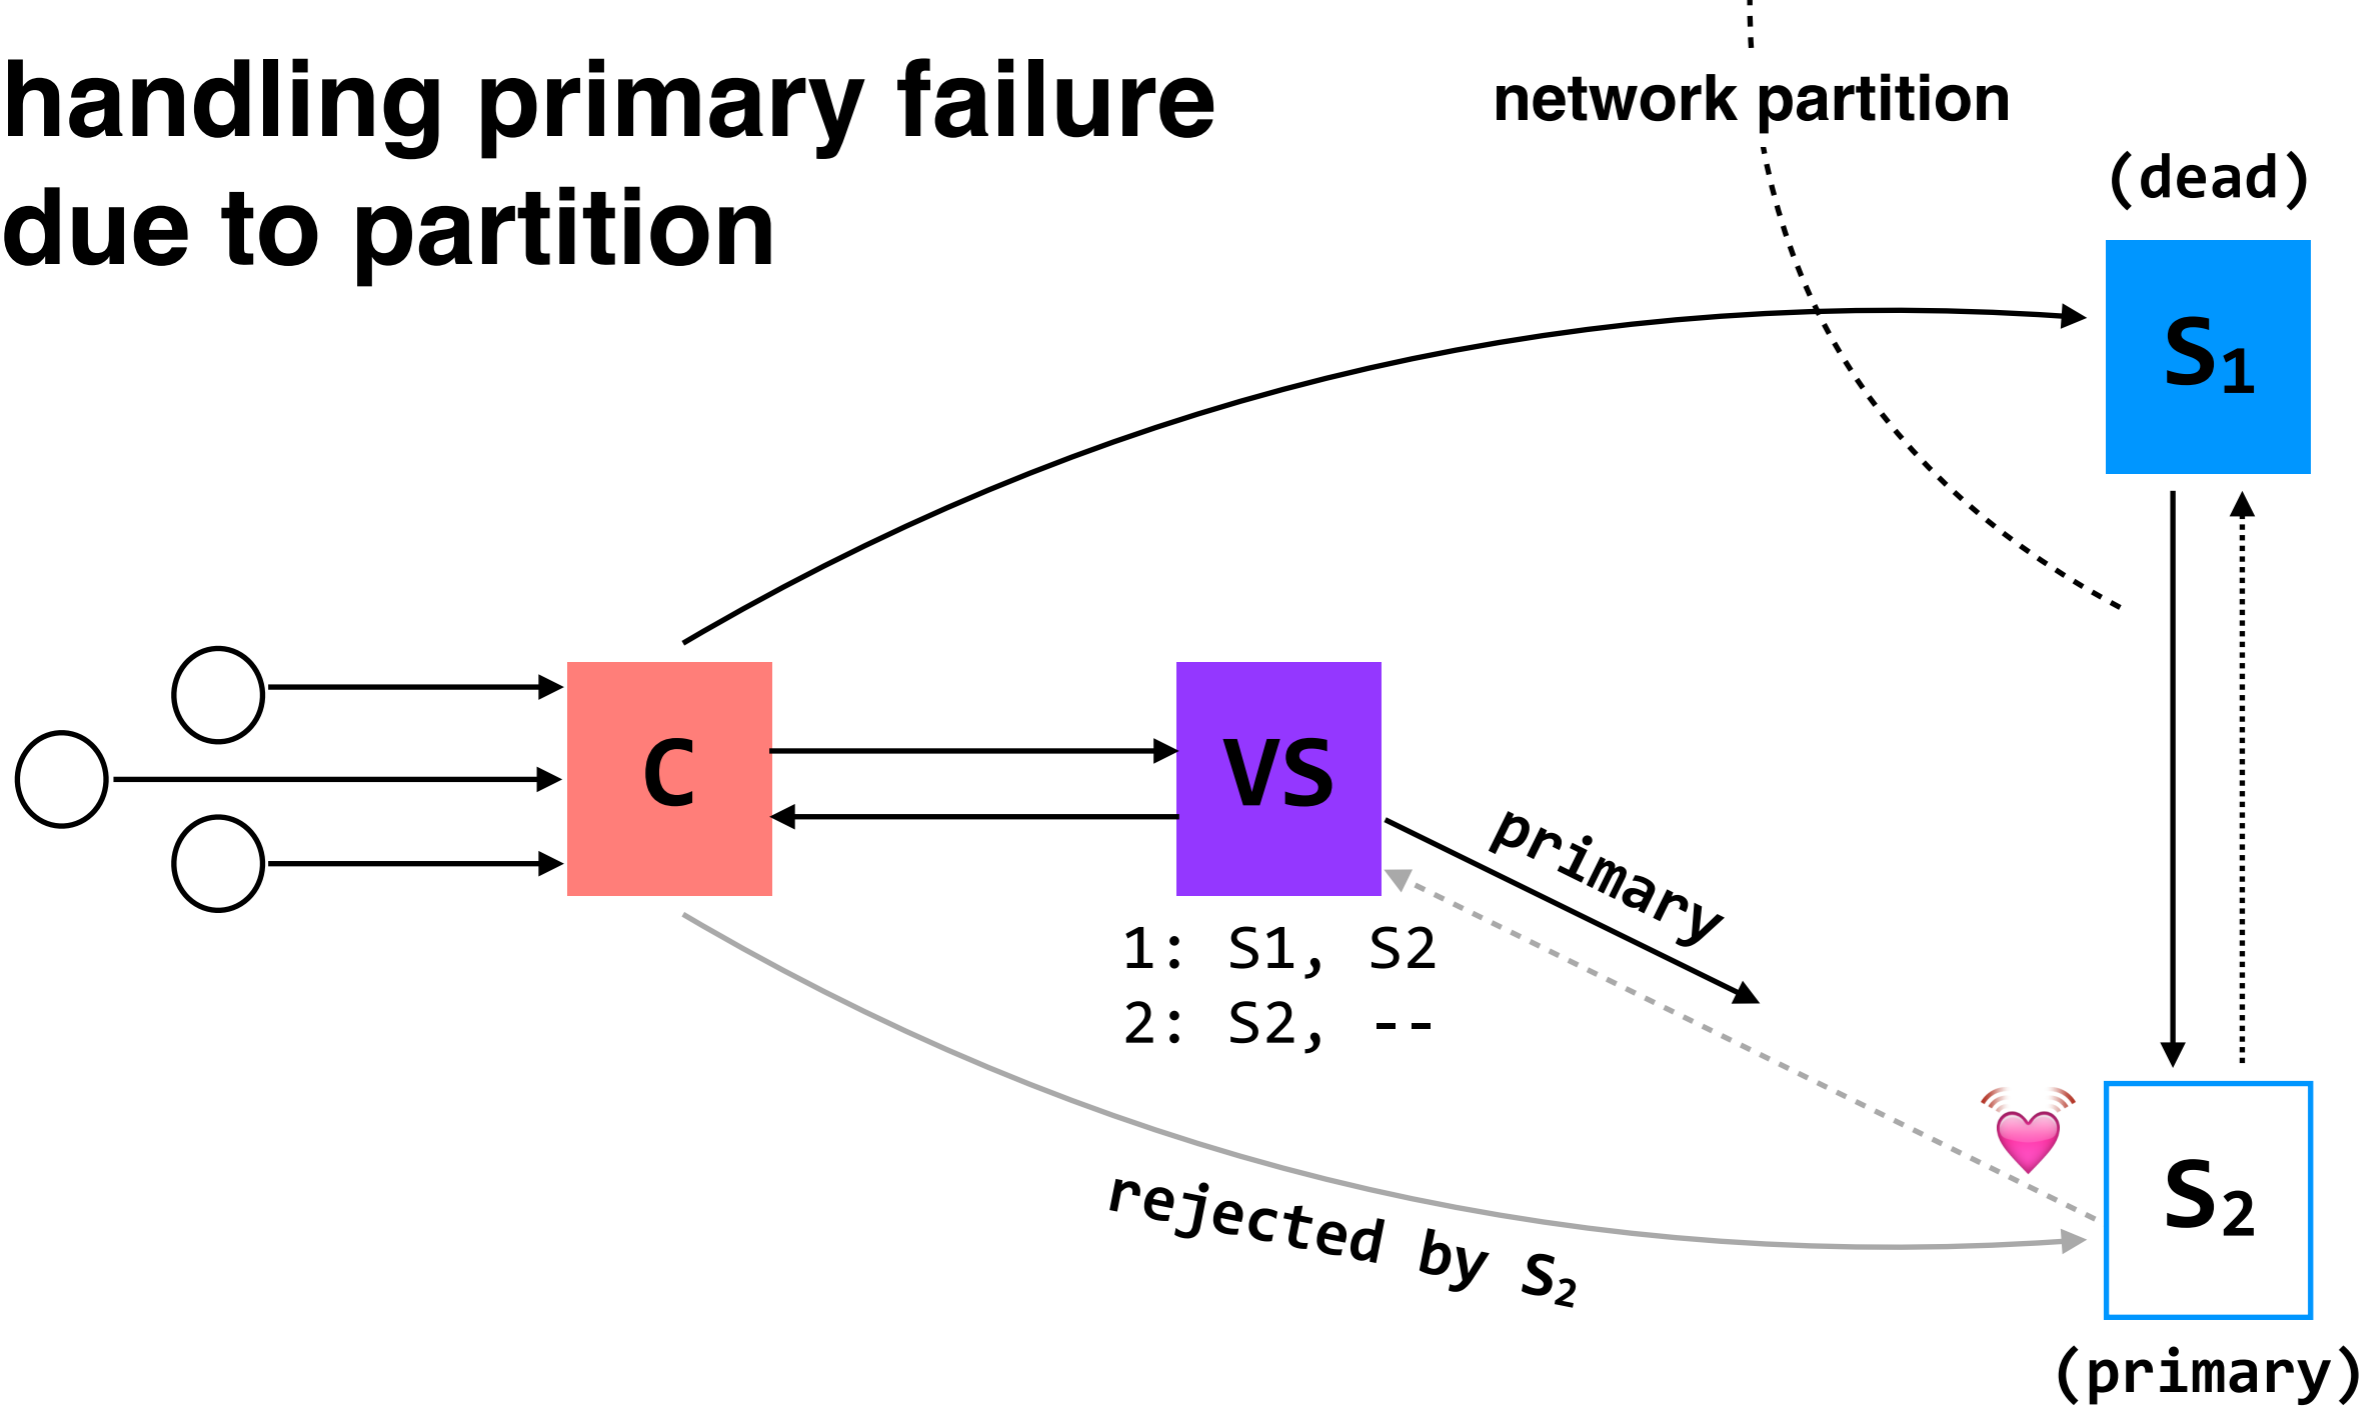 handling primary failure
due to partition
network partition
(dead)
S₁
C
VS
primary
1: S1, S2
2: S2, --
rejected by S₂
S₂
(primary)